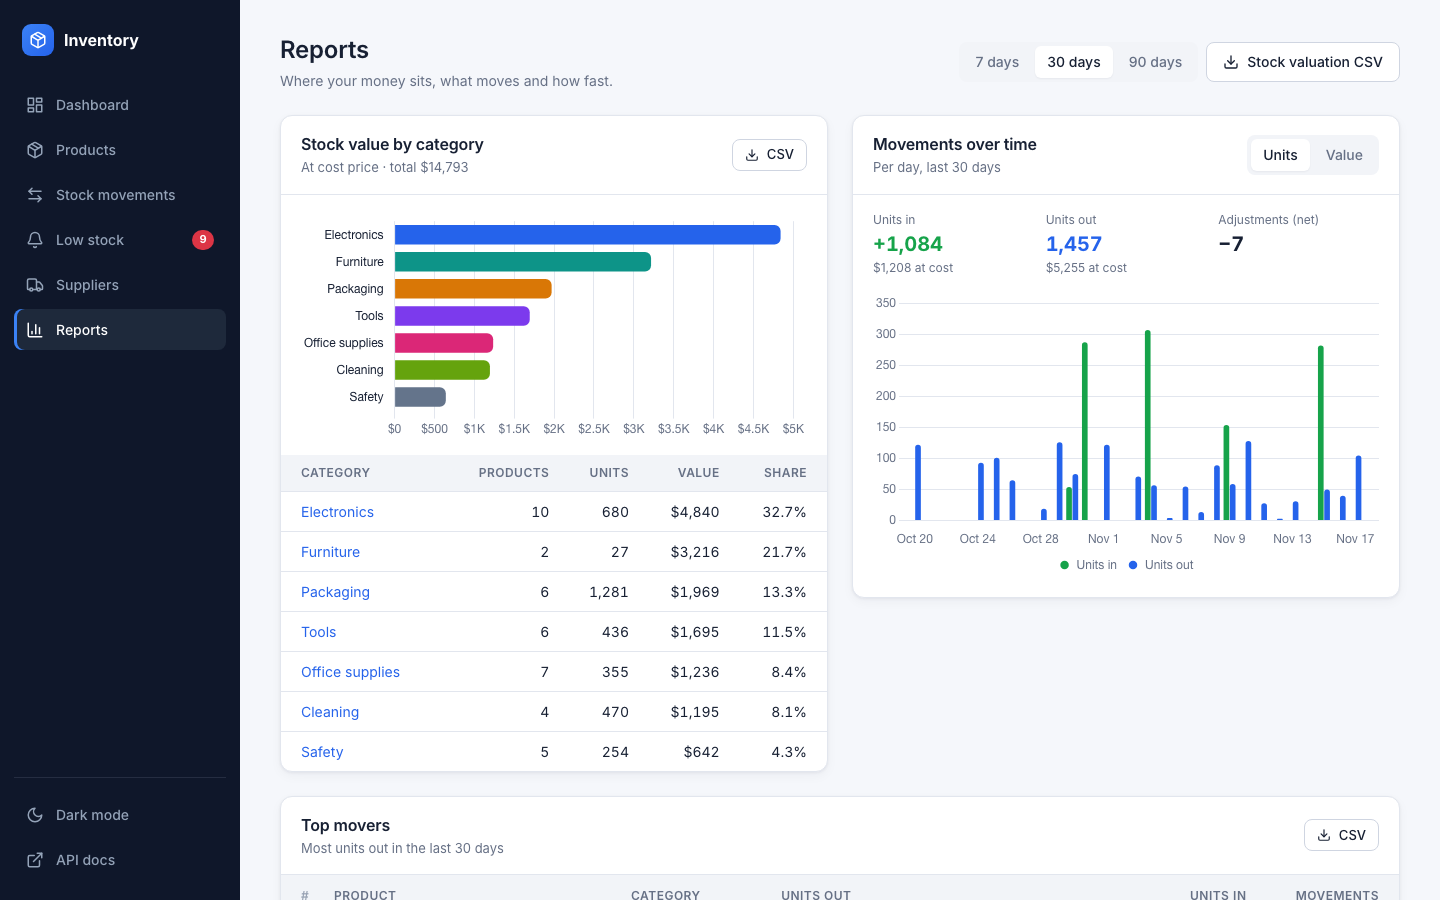 Inventory
Dashboard
Products
Stock movements
Low stock 9
Suppliers
Reports
Dark mode
API docs
Reports
Where your money sits, what moves and how fast.
7 days 30 days 90 days Stock valuation CSV
Stock value by category
At cost price · total $14,793
CSV
Electronics
Furniture
Packaging
Tools
Office supplies
Cleaning
Safety
$0 $500 $1K $1.5K $2K $2.5K $3K $3.5K $4K $4.5K $5K
CATEGORY PRODUCTS UNITS VALUE SHARE
Electronics 10 680 $4,840 32.7%
Furniture 2 27 $3,216 21.7%
Packaging 6 1,281 $1,969 13.3%
Tools 6 436 $1,695 11.5%
Office supplies 7 355 $1,236 8.4%
Cleaning 4 470 $1,195 8.1%
Safety 5 254 $642 4.3%
Movements over time
Per day, last 30 days
Units Value
Units in Units out Adjustments (net)
+1,084 1,457 −7
$1,208 at cost $5,255 at cost
350
300
250
200
150
100
50
0
Oct 20 Oct 24 Oct 28 Nov 1 Nov 5 Nov 9 Nov 13 Nov 17
Units in Units out
Top movers
Most units out in the last 30 days
CSV
# PRODUCT CATEGORY UNITS OUT UNITS IN MOVEMENTS